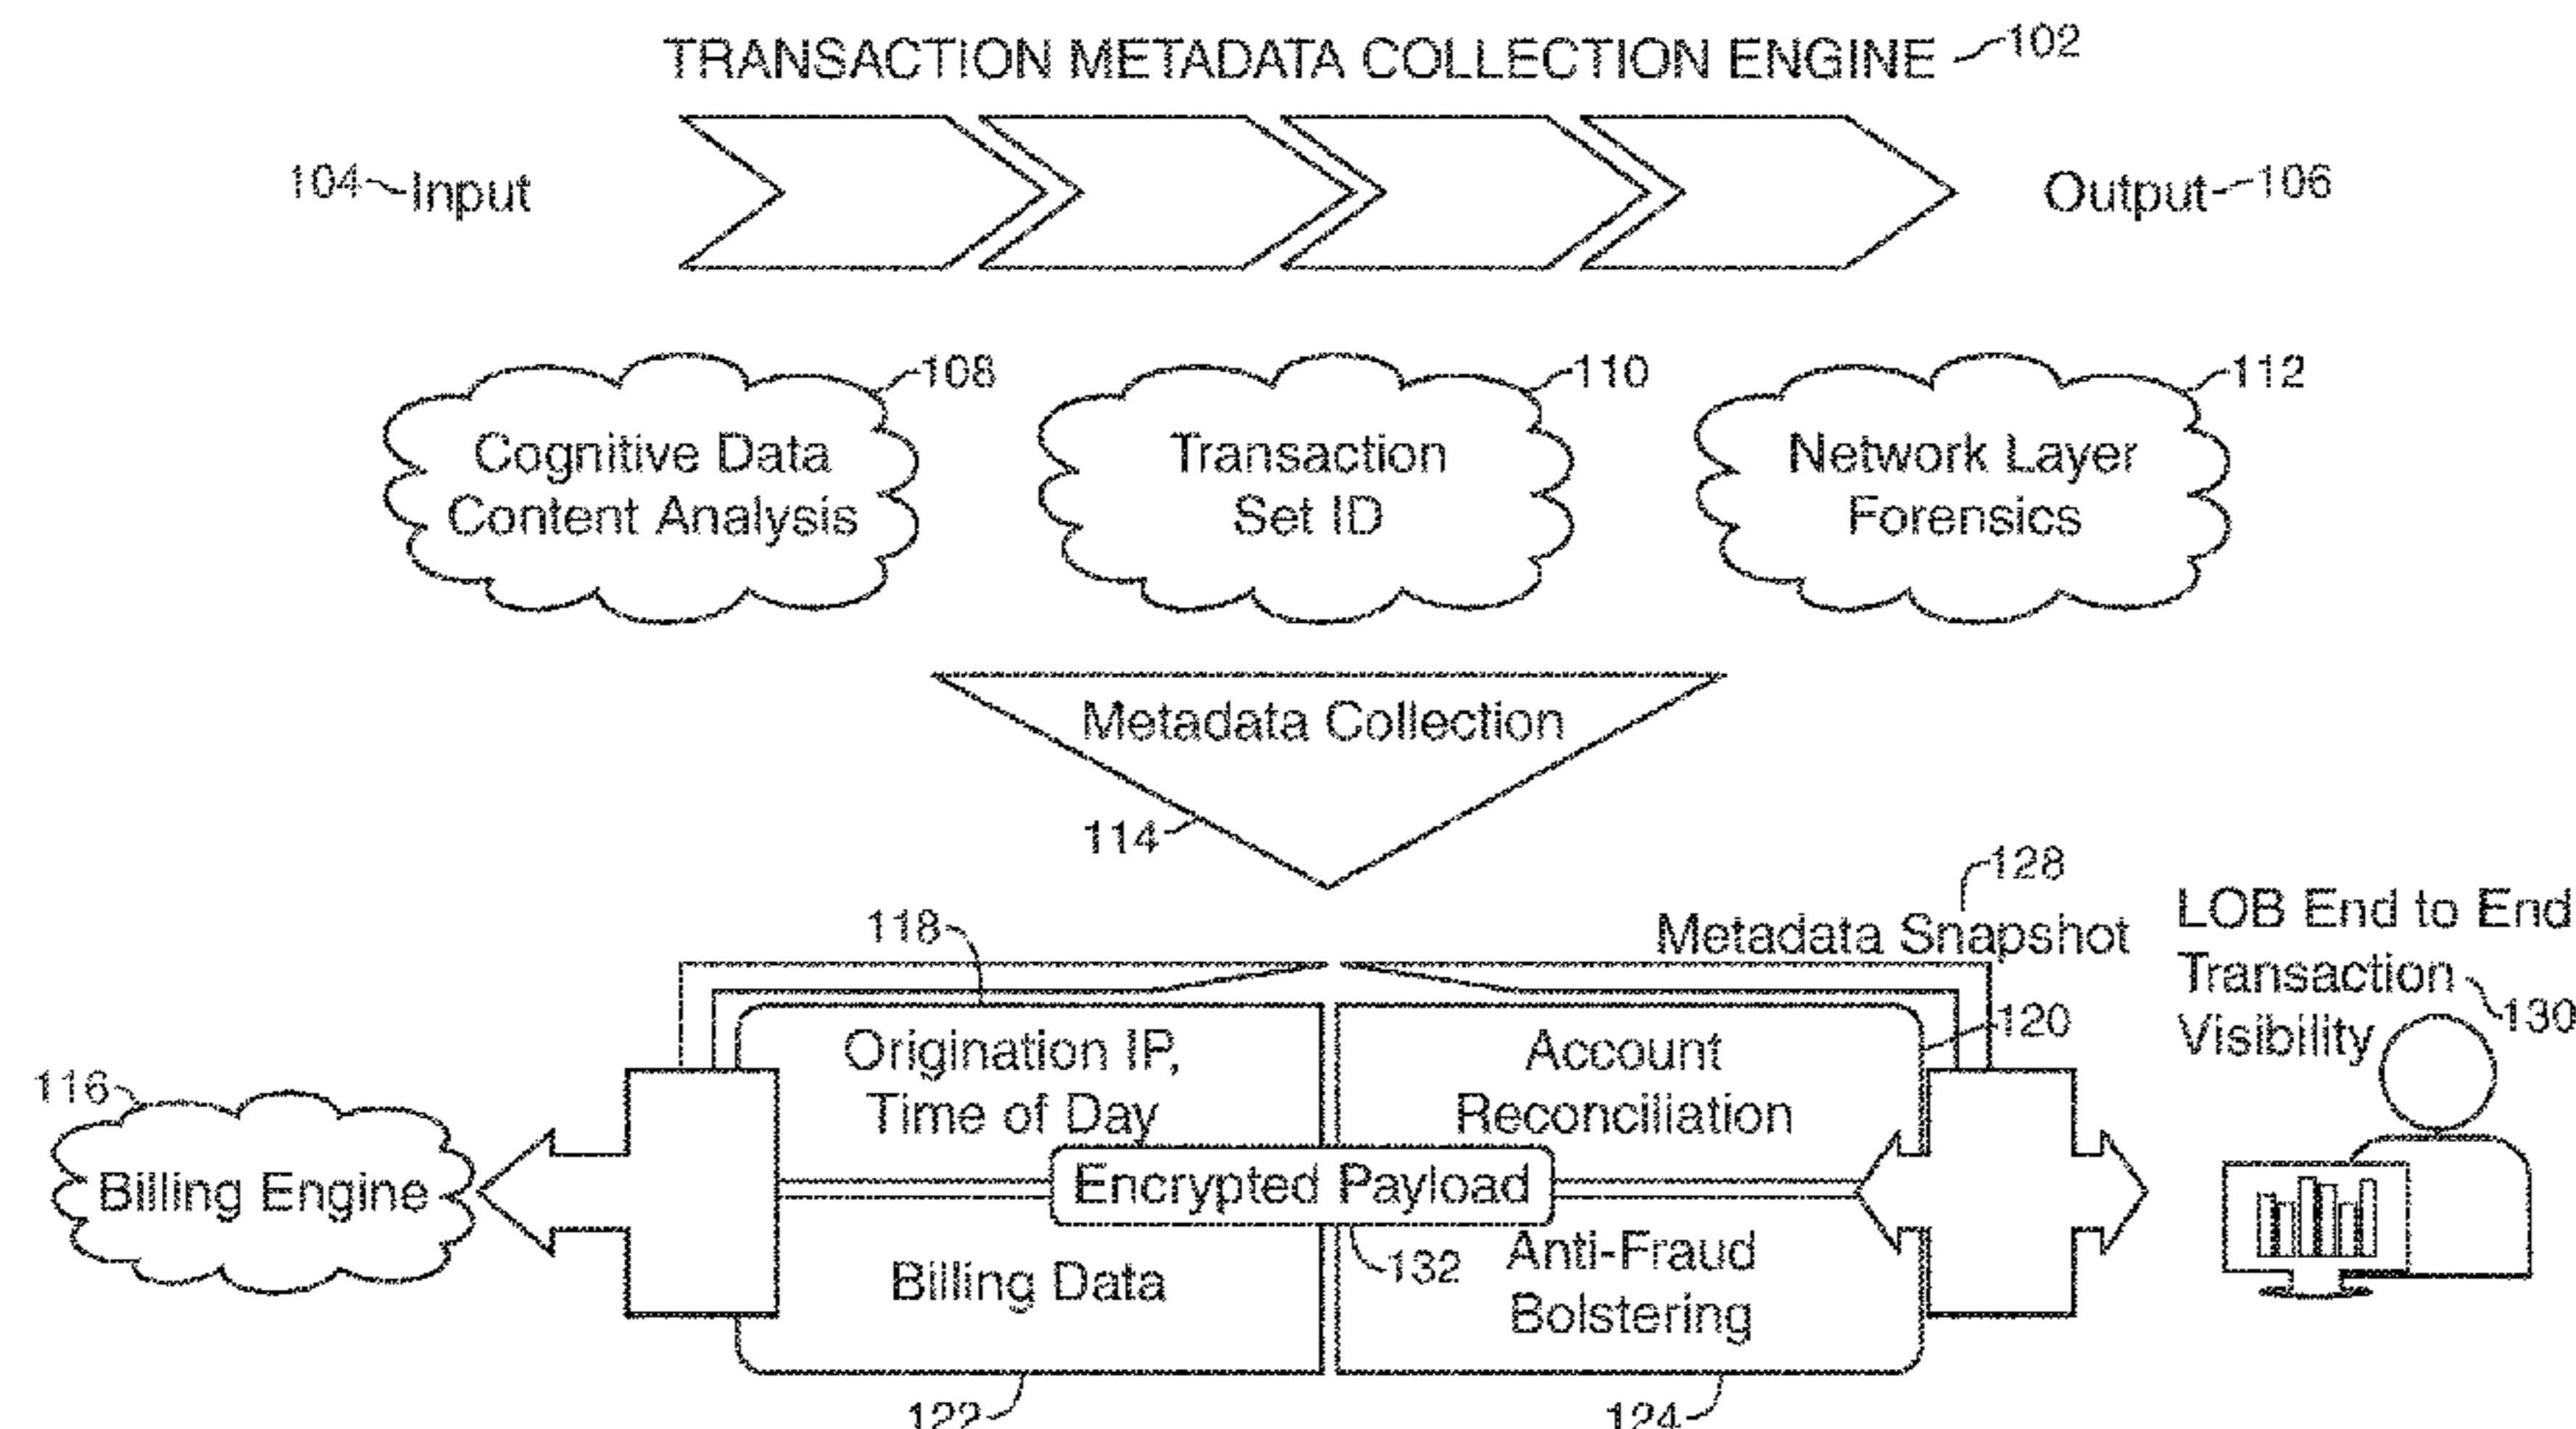 TRANSACTION METADATA COLLECTION ENGINE 102
104 Input
Output 106
108
Cognitive Data
Content Analysis
110
Transaction
Set ID
112
Network Layer
Forensics
Metadata Collection
114
128
Metadata Snapshot
LOB End to End
Transaction
Visibility
130
118
Origination IP,
Time of Day
120
Account
Reconciliation
116
Billing Engine
Encrypted Payload
132
Billing Data
Anti-Fraud
Bolstering
122
124